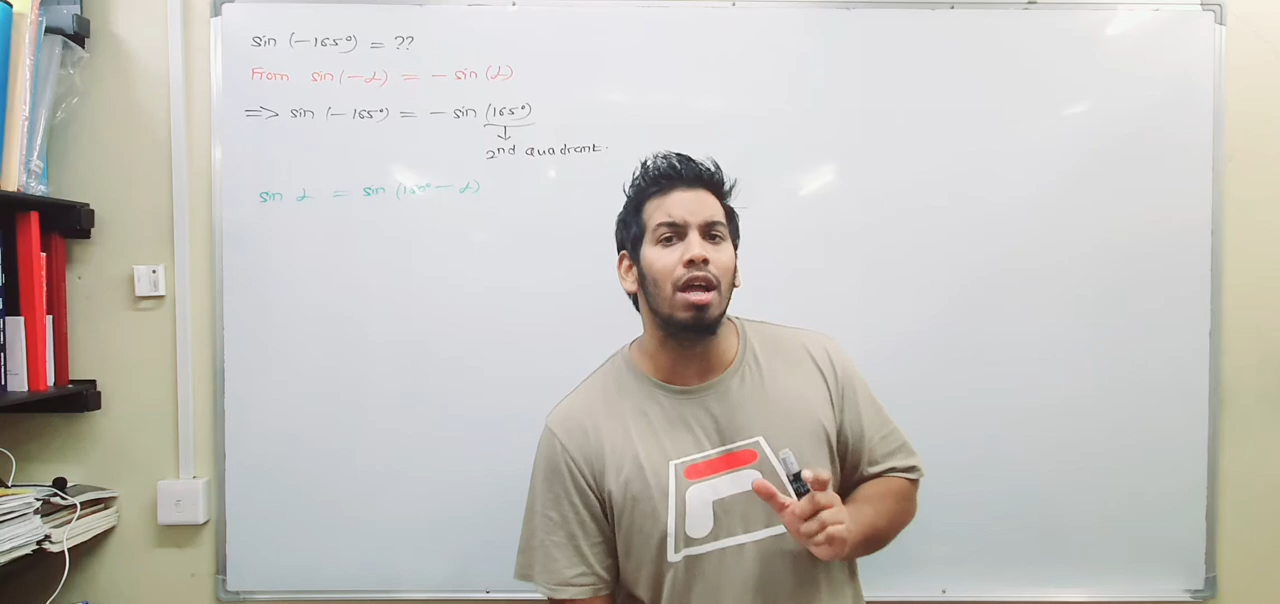 sin (-165°) = ??
From sin(-α) = - sin (α)
=> sin (-165°) = - sin (165°)
2nd quadrant.
sin α = sin (180° - α)